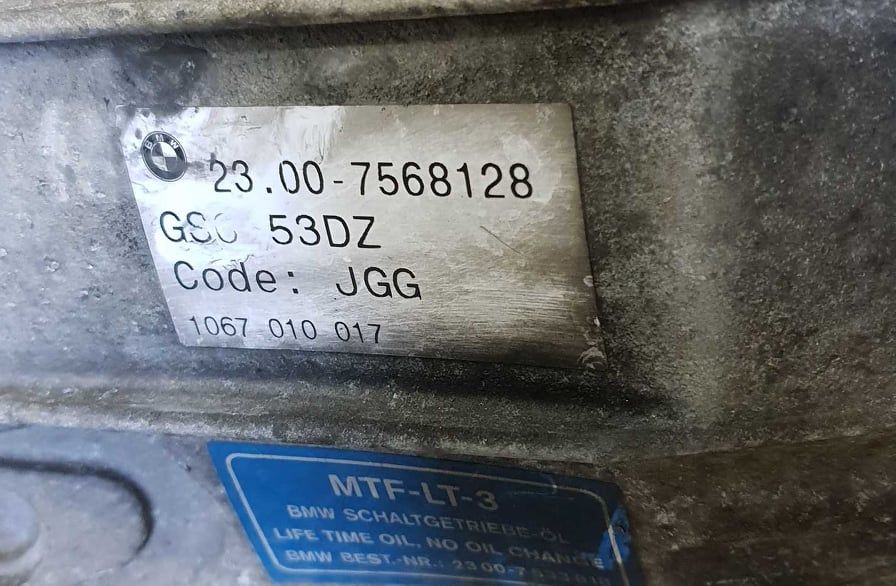 BMW
23.00-7568128
53DZ
Code: JGG
1067 010 017
MTF-LT-3
BMW SCHALTGETRIEBE-ÖL
LIFE TIME OIL, NO OIL CHANGE
BMW BEST.-NR.: